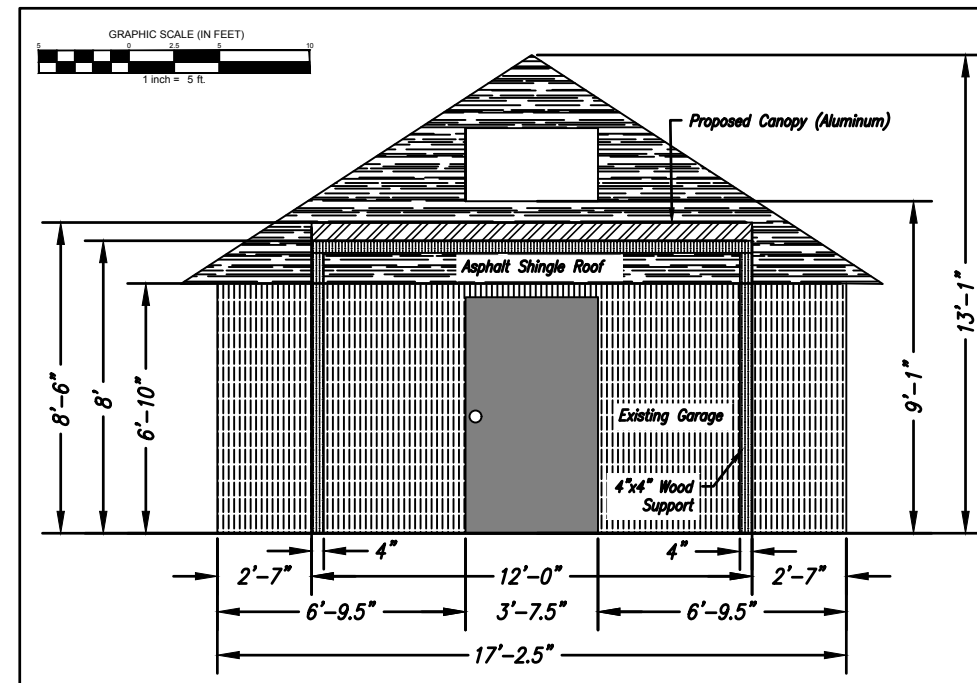 GRAPHIC SCALE (IN FEET)
5 0 2.5 5 10
1 inch = 5 ft.
Proposed Canopy (Aluminum)
Asphalt Shingle Roof
8'-6"
8'
6'-10"
9'-1"
13'-1"
Existing Garage
4"x4" Wood
Support
4" 4"
2'-7" 12'-0" 2'-7"
6'-9.5" 3'-7.5" 6'-9.5"
17'-2.5"